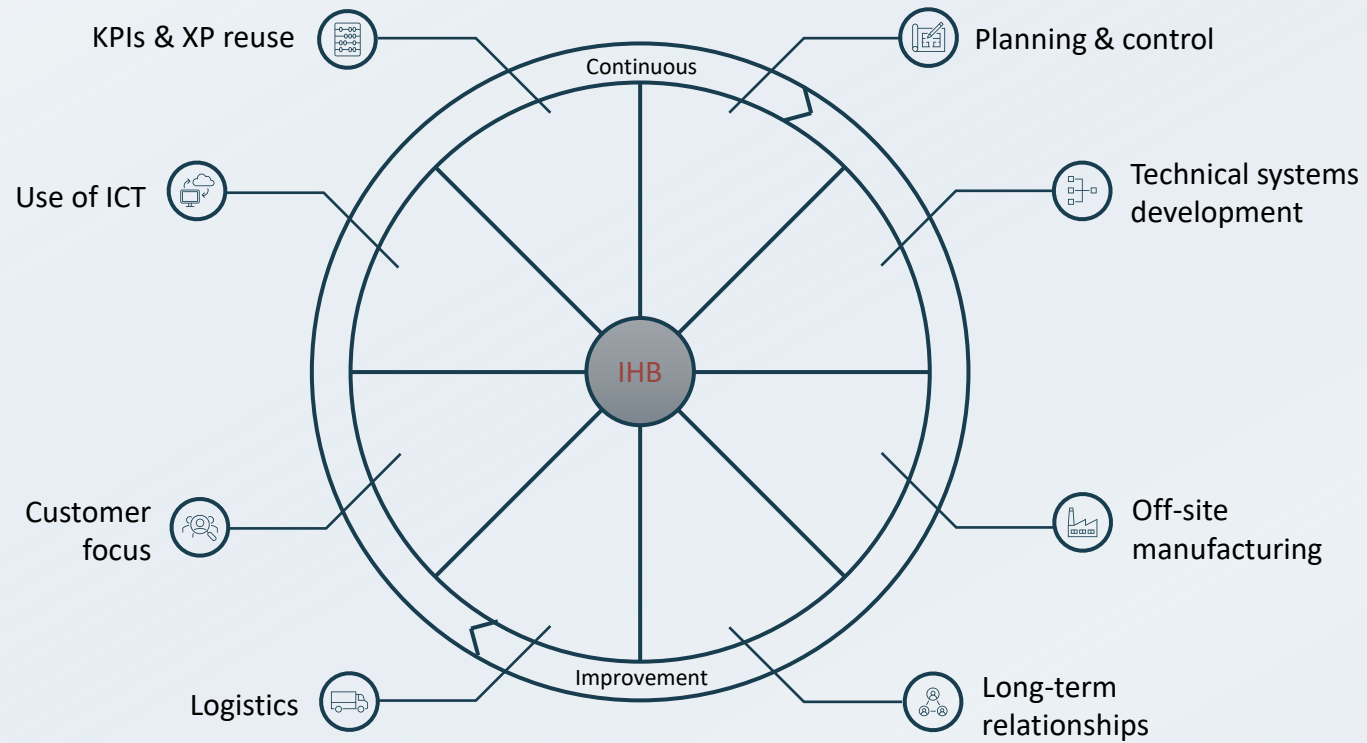 KPIs & XP reuse
Planning & control
Continuous
Use of ICT
Technical systems
development
IHB
Customer
focus
Off-site
manufacturing
Improvement
Logistics
Long-term
relationships